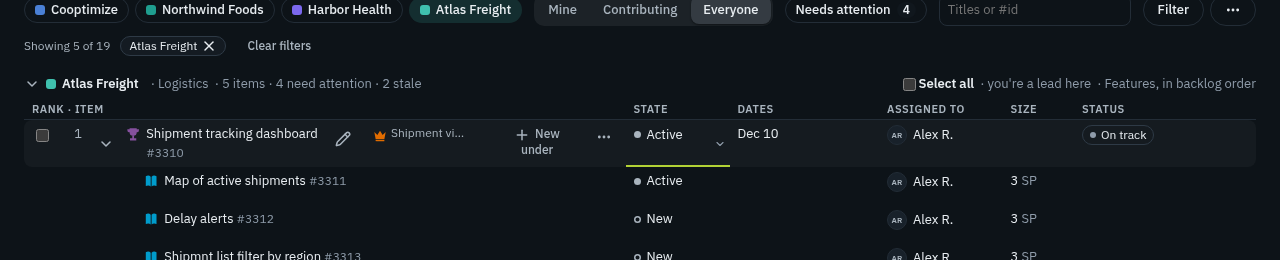 Cooptimize Northwind Foods Harbor Health Atlas Freight Mine Contributing Everyone Needs attention 4 Titles or #id Filter ···
Showing 5 of 19 Atlas Freight × Clear filters
Atlas Freight · Logistics · 5 items · 4 need attention · 2 stale Select all · you're a lead here · Features, in backlog order
RANK · ITEM STATE DATES ASSIGNED TO SIZE STATUS
1 Shipment tracking dashboard Shipment vi... + New ··· Active Dec 10 AR Alex R. On track
#3310 under
Map of active shipments #3311 Active AR Alex R. 3 SP
Delay alerts #3312 New AR Alex R. 3 SP
Shipmnt list filter by region #3313 New AR Alex R. 3 SP